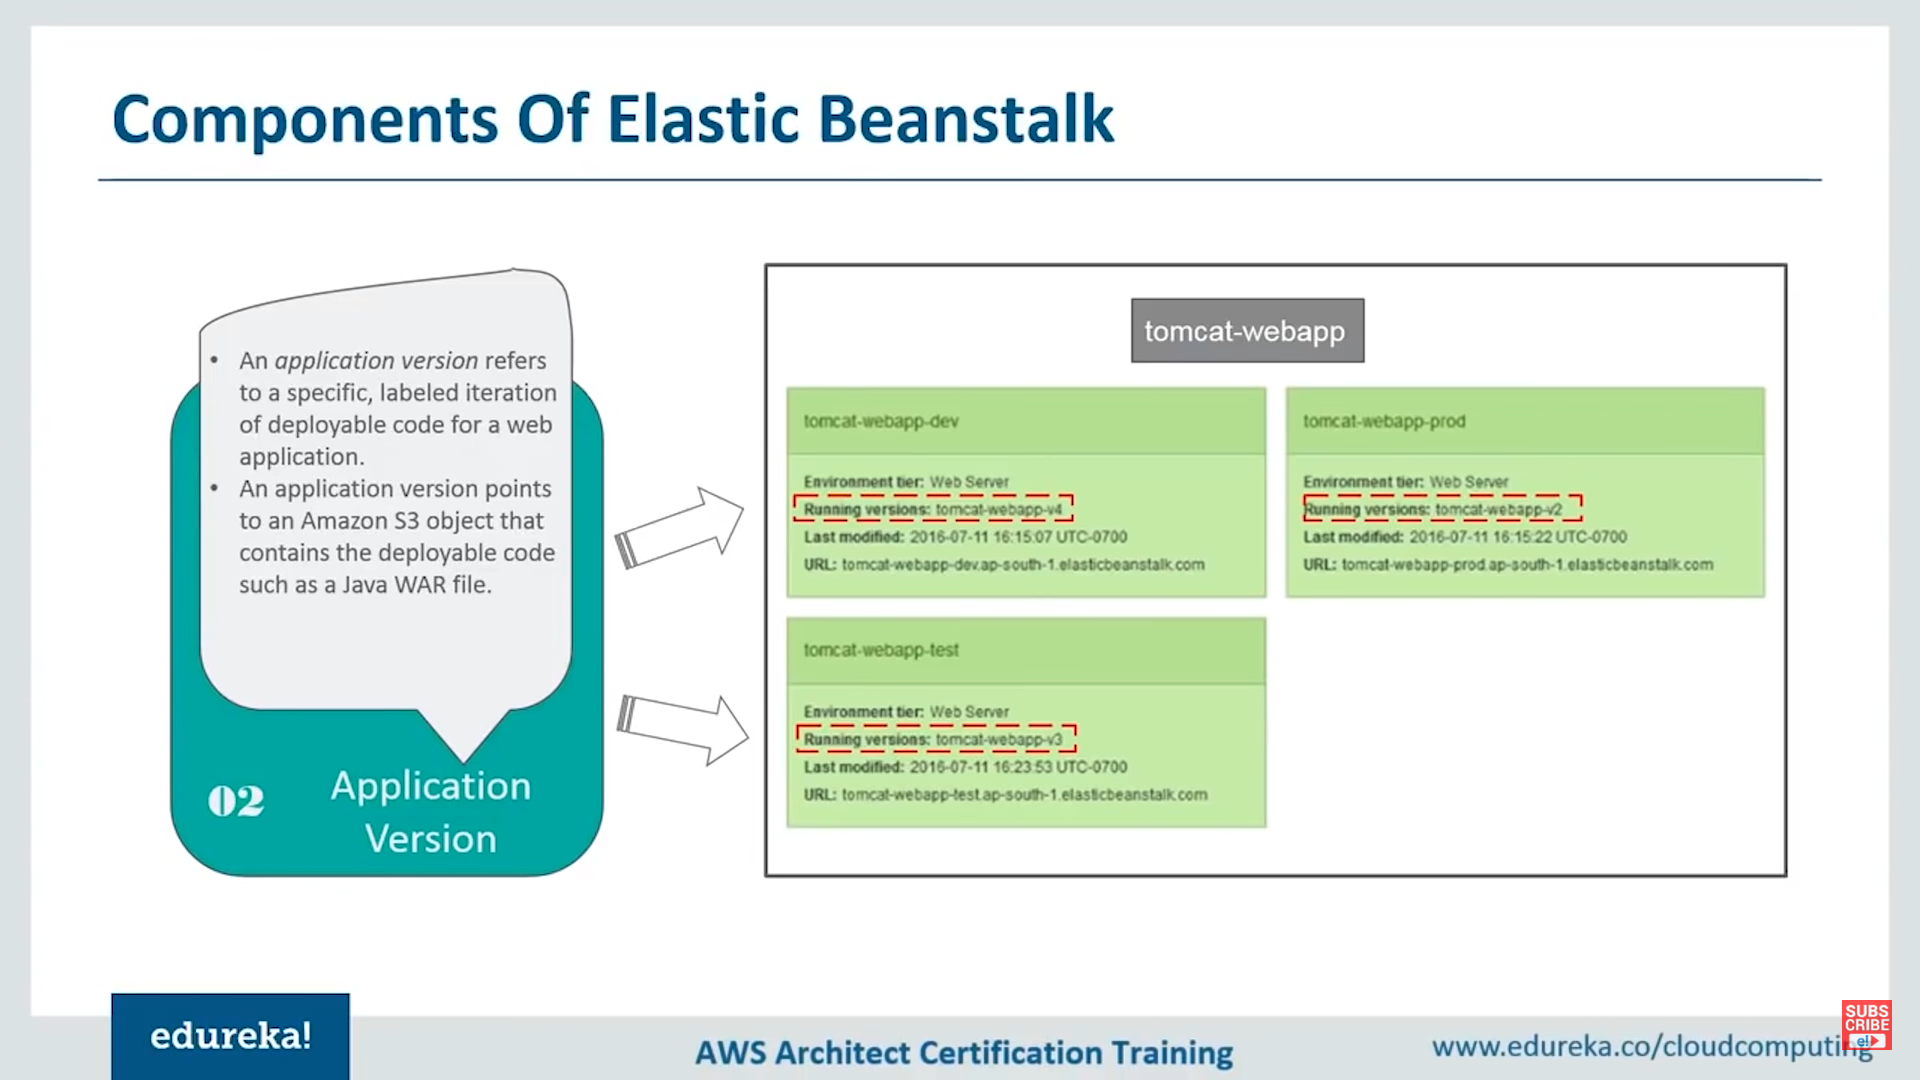 Components Of Elastic Beanstalk
• An application version refers
to a specific, labeled iteration
of deployable code for a web
application.
• An application version points
to an Amazon S3 object that
contains the deployable code
such as a Java WAR file.
02
Application
Version
tomcat-webapp
tomcat-webapp-dev
Environment tier: Web Server
Running versions: tomcat-webapp-v4
Last modified: 2016-07-11 16:15:07 UTC-0700
URL: tomcat-webapp-dev.ap-south-1.elasticbeanstalk.com
tomcat-webapp-prod
Environment tier: Web Server
Running versions: tomcat-webapp-v2
Last modified: 2016-07-11 16:15:22 UTC-0700
URL: tomcat-webapp-prod.ap-south-1.elasticbeanstalk.com
tomcat-webapp-test
Environment tier: Web Server
Running versions: tomcat-webapp-v3
Last modified: 2016-07-11 16:23:53 UTC-0700
URL: tomcat-webapp-test.ap-south-1.elasticbeanstalk.com
edureka!
AWS Architect Certification Training
www.edureka.co/cloudcomputing
SUBS
CRIBE
e!